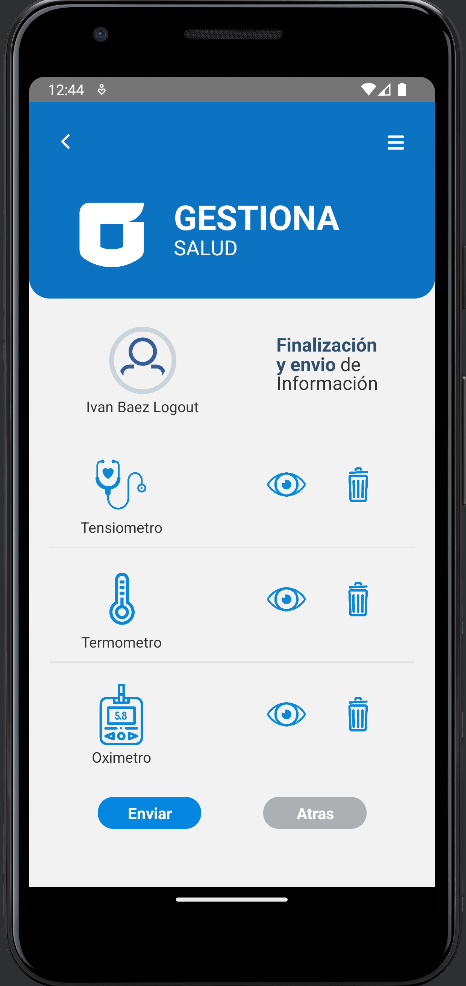 12:44
GESTIONA
SALUD
Finalización
y envio de
Información
Ivan Baez Logout
Tensiometro
Termometro
5.8
Oximetro
Enviar
Atras